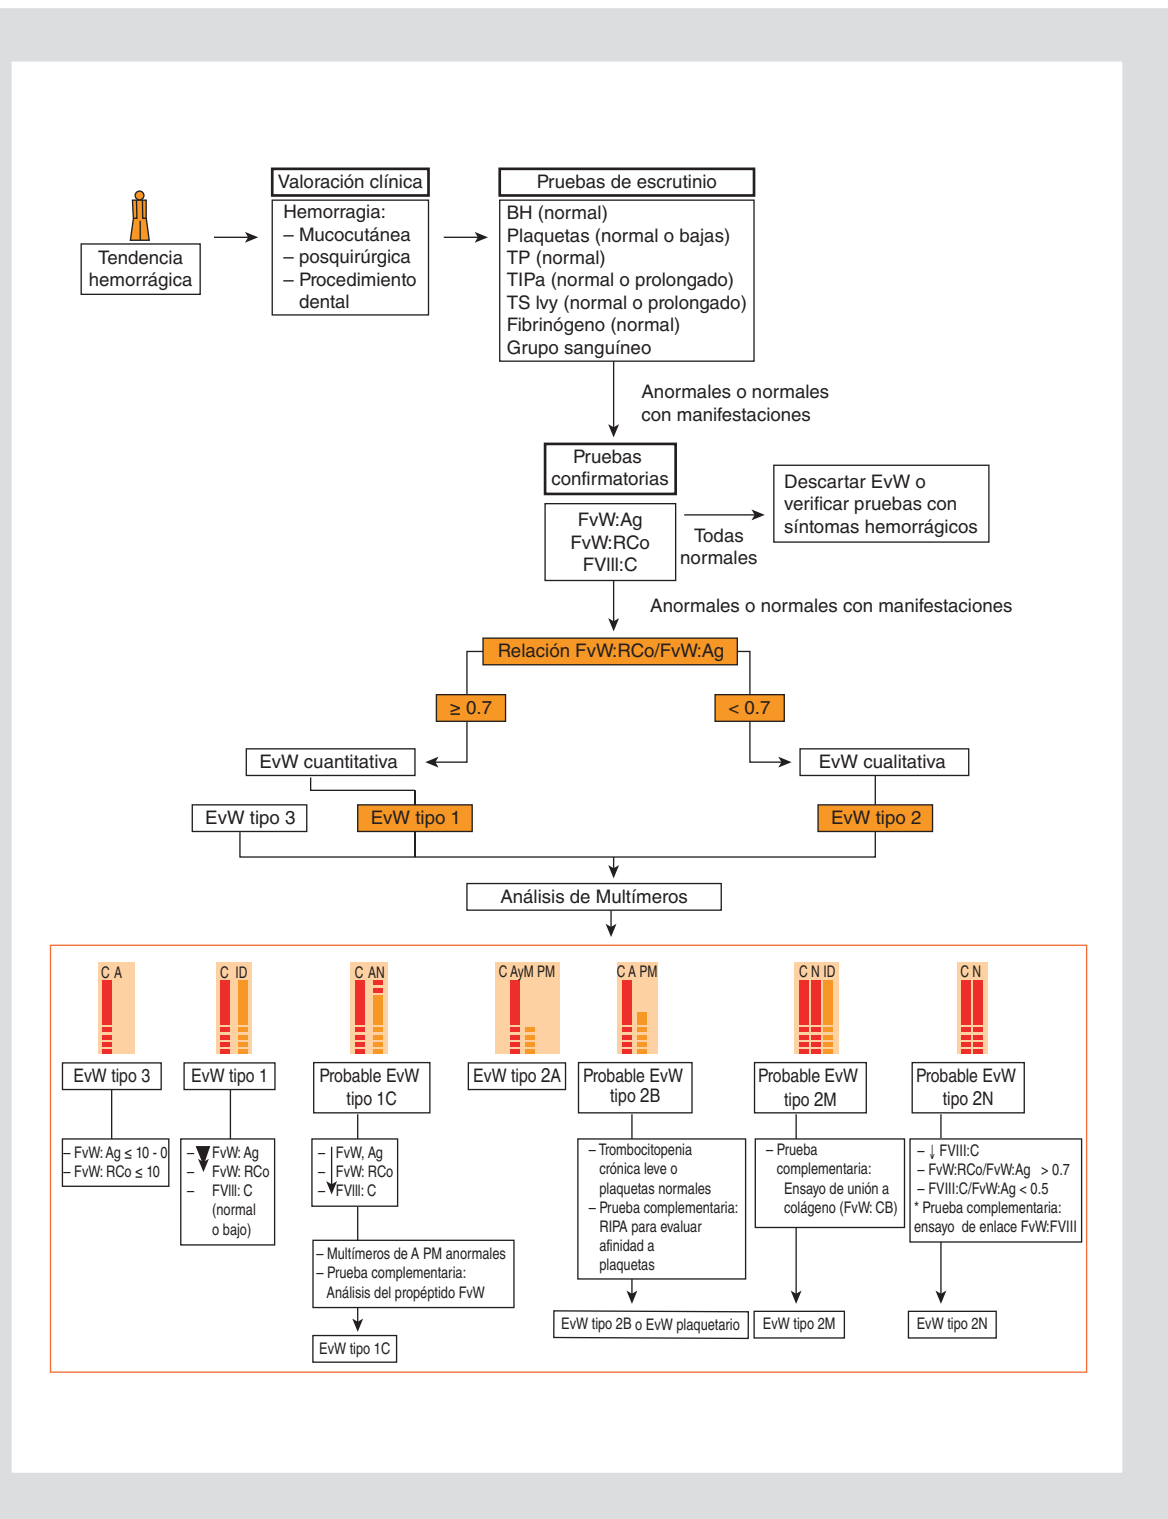 Tendencia
hemorrágica
Valoración clínica
Hemorragia:
– Mucocutánea
– posquirúrgica
– Procedimiento
dental
Pruebas de escrutinio
BH (normal)
Plaquetas (normal o bajas)
TP (normal)
TIPa (normal o prolongado)
TS Ivy (normal o prolongado)
Fibrinógeno (normal)
Grupo sanguíneo
Anormales o normales
con manifestaciones
Pruebas
confirmatorias
FvW:Ag
FvW:RCo
FVIII:C
Todas
normales
Descartar EvW o
verificar pruebas con
síntomas hemorrágicos
Anormales o normales con manifestaciones
Relación FvW:RCo/FvW:Ag
≥ 0.7
< 0.7
EvW cuantitativa
EvW cualitativa
EvW tipo 3
EvW tipo 1
EvW tipo 2
Análisis de Multímeros
C A
C ID
C AN
C AyM PM
C A PM
C N ID
C N
EvW tipo 3
– FvW: Ag ≤ 10 - 0
– FvW: RCo ≤ 10
EvW tipo 1
– FvW: Ag
– FvW: RCo
– FVIII: C
(normal
o bajo)
Probable EvW
tipo 1C
– FvW, Ag
– FvW: RCo
– FVIII: C
– Multímeros de A PM anormales
– Prueba complementaria:
Análisis del propéptido FvW
EvW tipo 1C
EvW tipo 2A
Probable EvW
tipo 2B
– Trombocitopenia
crónica leve o
plaquetas normales
– Prueba complementaria:
RIPA para evaluar
afinidad a
plaquetas
EvW tipo 2B o EvW plaquetario
Probable EvW
tipo 2M
– Prueba
complementaria:
Ensayo de unión a
colágeno (FvW: CB)
EvW tipo 2M
Probable EvW
tipo 2N
– ↓ FVIII:C
– FvW:RCo/FvW:Ag > 0.7
– FVIII:C/FvW:Ag < 0.5
* Prueba complementaria:
ensayo de enlace FvW:FVIII
EvW tipo 2N